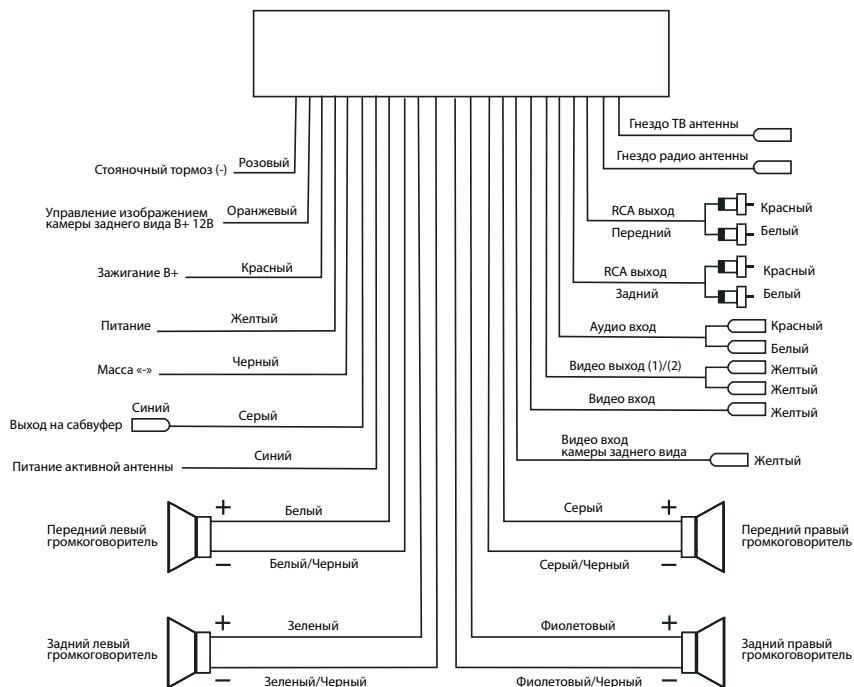 Стояночный тормоз (-)
Розовый
Управление изображением
камеры заднего вида В+ 12В
Оранжевый
Зажигание В+
Красный
Питание
Желтый
Масса «-»
Черный
Выход на сабвуфер
Синий
Серый
Питание активной антенны
Синий
Передний левый
громкоговоритель
+
Белый
−
Белый/Черный
Задний левый
громкоговоритель
+
Зеленый
−
Зеленый/Черный
Гнездо ТВ антенны
Гнездо радио антенны
RCA выход
Передний
Красный
Белый
RCA выход
Задний
Красный
Белый
Аудио вход
Красный
Белый
Видео выход (1)/(2)
Желтый
Желтый
Видео вход
Желтый
Видео вход
камеры заднего вида
Желтый
Серый
+
Серый/Черный
−
Передний правый
громкоговоритель
Фиолетовый
+
Фиолетовый/Черный
−
Задний правый
громкоговоритель